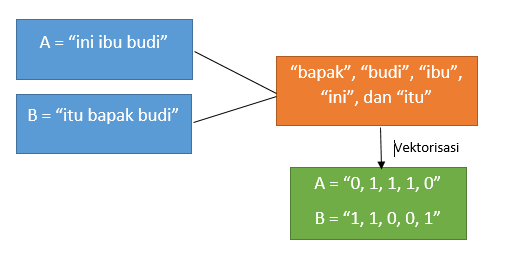 A = “ini ibu budi”
B = “itu bapak budi”
“bapak”, “budi”, “ibu”,
“ini”, dan “itu”
Vektorisasi
A = “0, 1, 1, 1, 0”
B = “1, 1, 0, 0, 1”